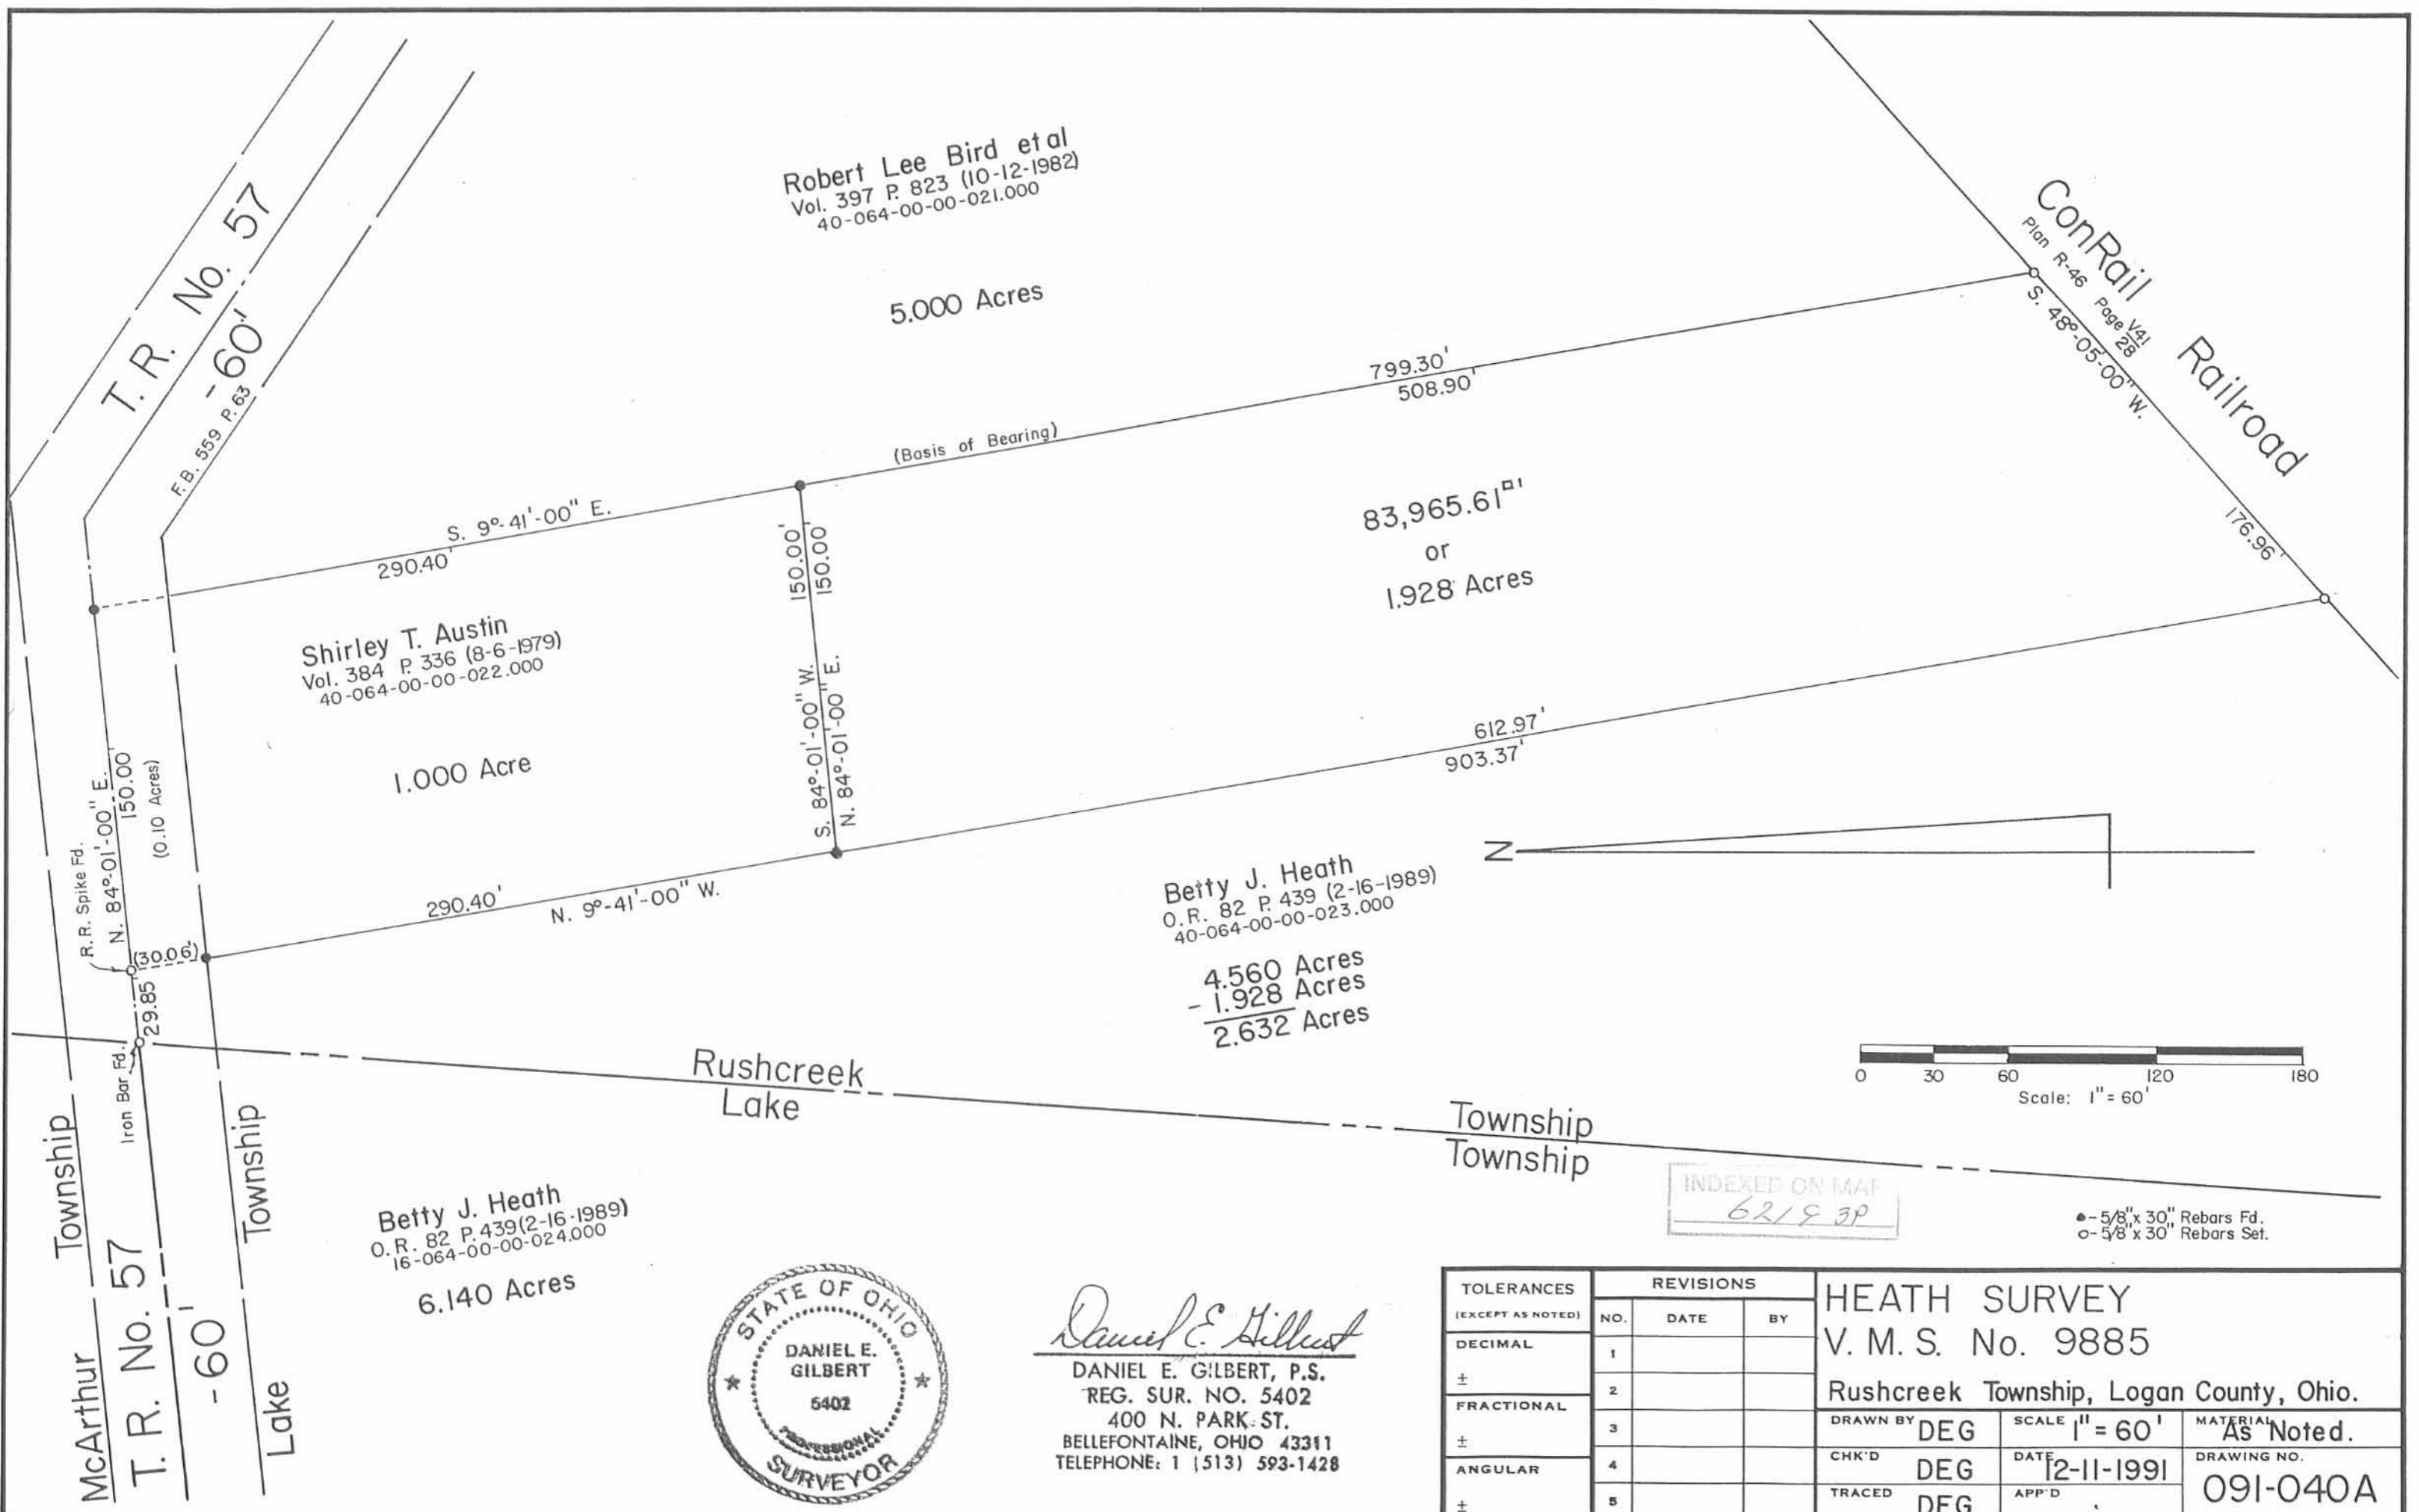 T. R. No. 57
- 60'
F.B. 559 P. 63
Robert Lee Bird et al
Vol. 397 P. 823 (10-12-1982)
40-064-00-00-021.000
5.000 Acres
ConRail Railroad
Plan R-46 V41
Page 28
S. 48°-05'-00" W.
176.96'
799.30'
508.90'
(Basis of Bearing)
S. 9°-41'-00" E.
290.40'
150.00'
150.00'
S. 84°-01'-00" W.
N. 84°-01'-00" E.
83,965.61□'
or
1.928 Acres
Shirley T. Austin
Vol. 384 P. 336 (8-6-1979)
40-064-00-00-022.000
1.000 Acre
612.97'
903.37'
290.40'
N. 9°-41'-00" W.
R.R. Spike Fd.
N. 84°-01'-00" E.
150.00'
(0.10 Acres)
(30.06')
29.85'
Iron Bar Fd.
N
Betty J. Heath
O.R. 82 P. 439 (2-16-1989)
40-064-00-00-023.000
4.560 Acres
- 1.928 Acres
2.632 Acres
0 30 60 120 180
Scale: 1" = 60'
Rushcreek Township
Lake Township
McArthur Township
T. R. No. 57
- 60'
Lake Township
Betty J. Heath
O. R. 82 P. 439 (2-16-1989)
16-064-00-00-024.000
6.140 Acres
INDEXED ON MAP
●- 5/8" x 30" Rebars Fd.
o- 5/8" x 30" Rebars Set.
STATE OF OHIO
DANIEL E.
GILBERT
5402
PROFESSIONAL
SURVEYOR
Daniel E. Gilbert
DANIEL E. GILBERT, P.S.
REG. SUR. NO. 5402
400 N. PARK ST.
BELLEFONTAINE, OHIO 43311
TELEPHONE: 1 (513) 593-1428
TOLERANCES
(EXCEPT AS NOTED)
DECIMAL
±
FRACTIONAL
±
ANGULAR
±
REVISIONS
NO. DATE BY
1
2
3
4
5
HEATH SURVEY
V. M. S. No. 9885
Rushcreek Township, Logan County, Ohio.
DRAWN BY DEG
SCALE 1" = 60'
MATERIAL As Noted.
CHK'D DEG
DATE 12-11-1991
DRAWING NO.
091-040A
TRACED DEG
APP'D